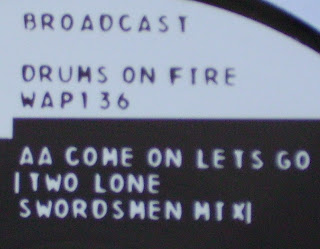 BROADCAST
DRUMS ON FIRE
WAP136
AA COME ON LETS GO
|TWO LONE
SWORDSMEN MIX|